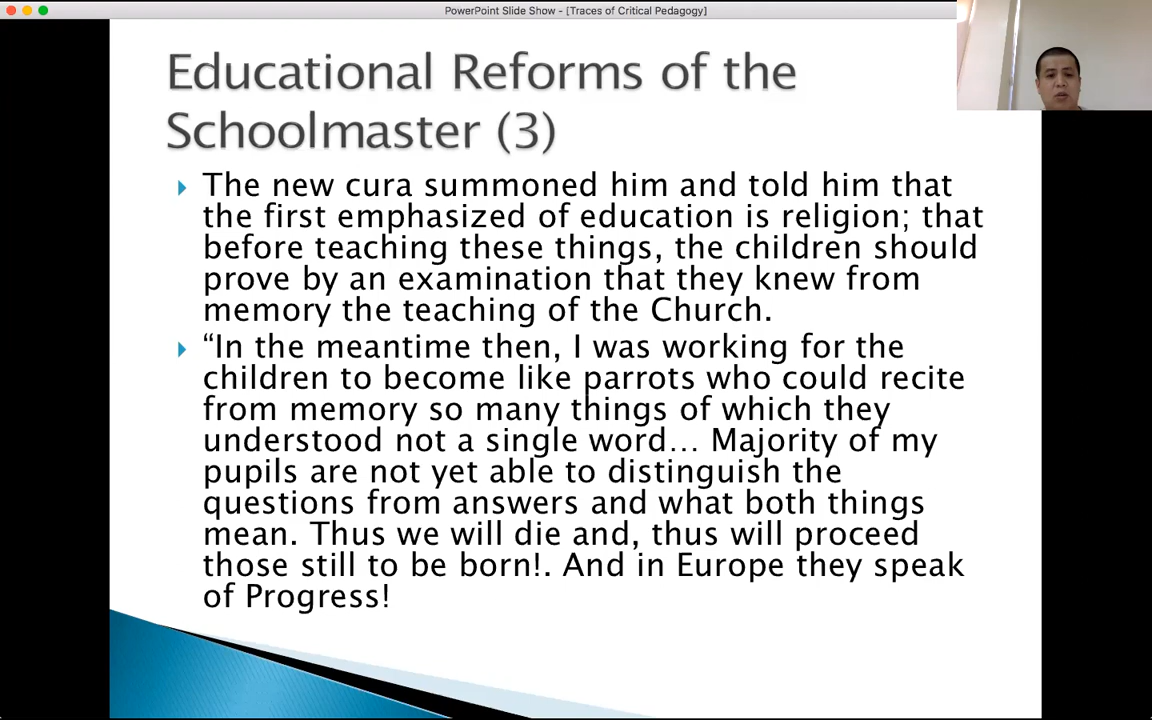 PowerPoint Slide Show - [Traces of Critical Pedagogy]
Educational Reforms of the
Schoolmaster (3)
The new cura summoned him and told him that
the first emphasized of education is religion; that
before teaching these things, the children should
prove by an examination that they knew from
memory the teaching of the Church.
“In the meantime then, I was working for the
children to become like parrots who could recite
from memory so many things of which they
understood not a single word… Majority of my
pupils are not yet able to distinguish the
questions from answers and what both things
mean. Thus we will die and, thus will proceed
those still to be born!. And in Europe they speak
of Progress!